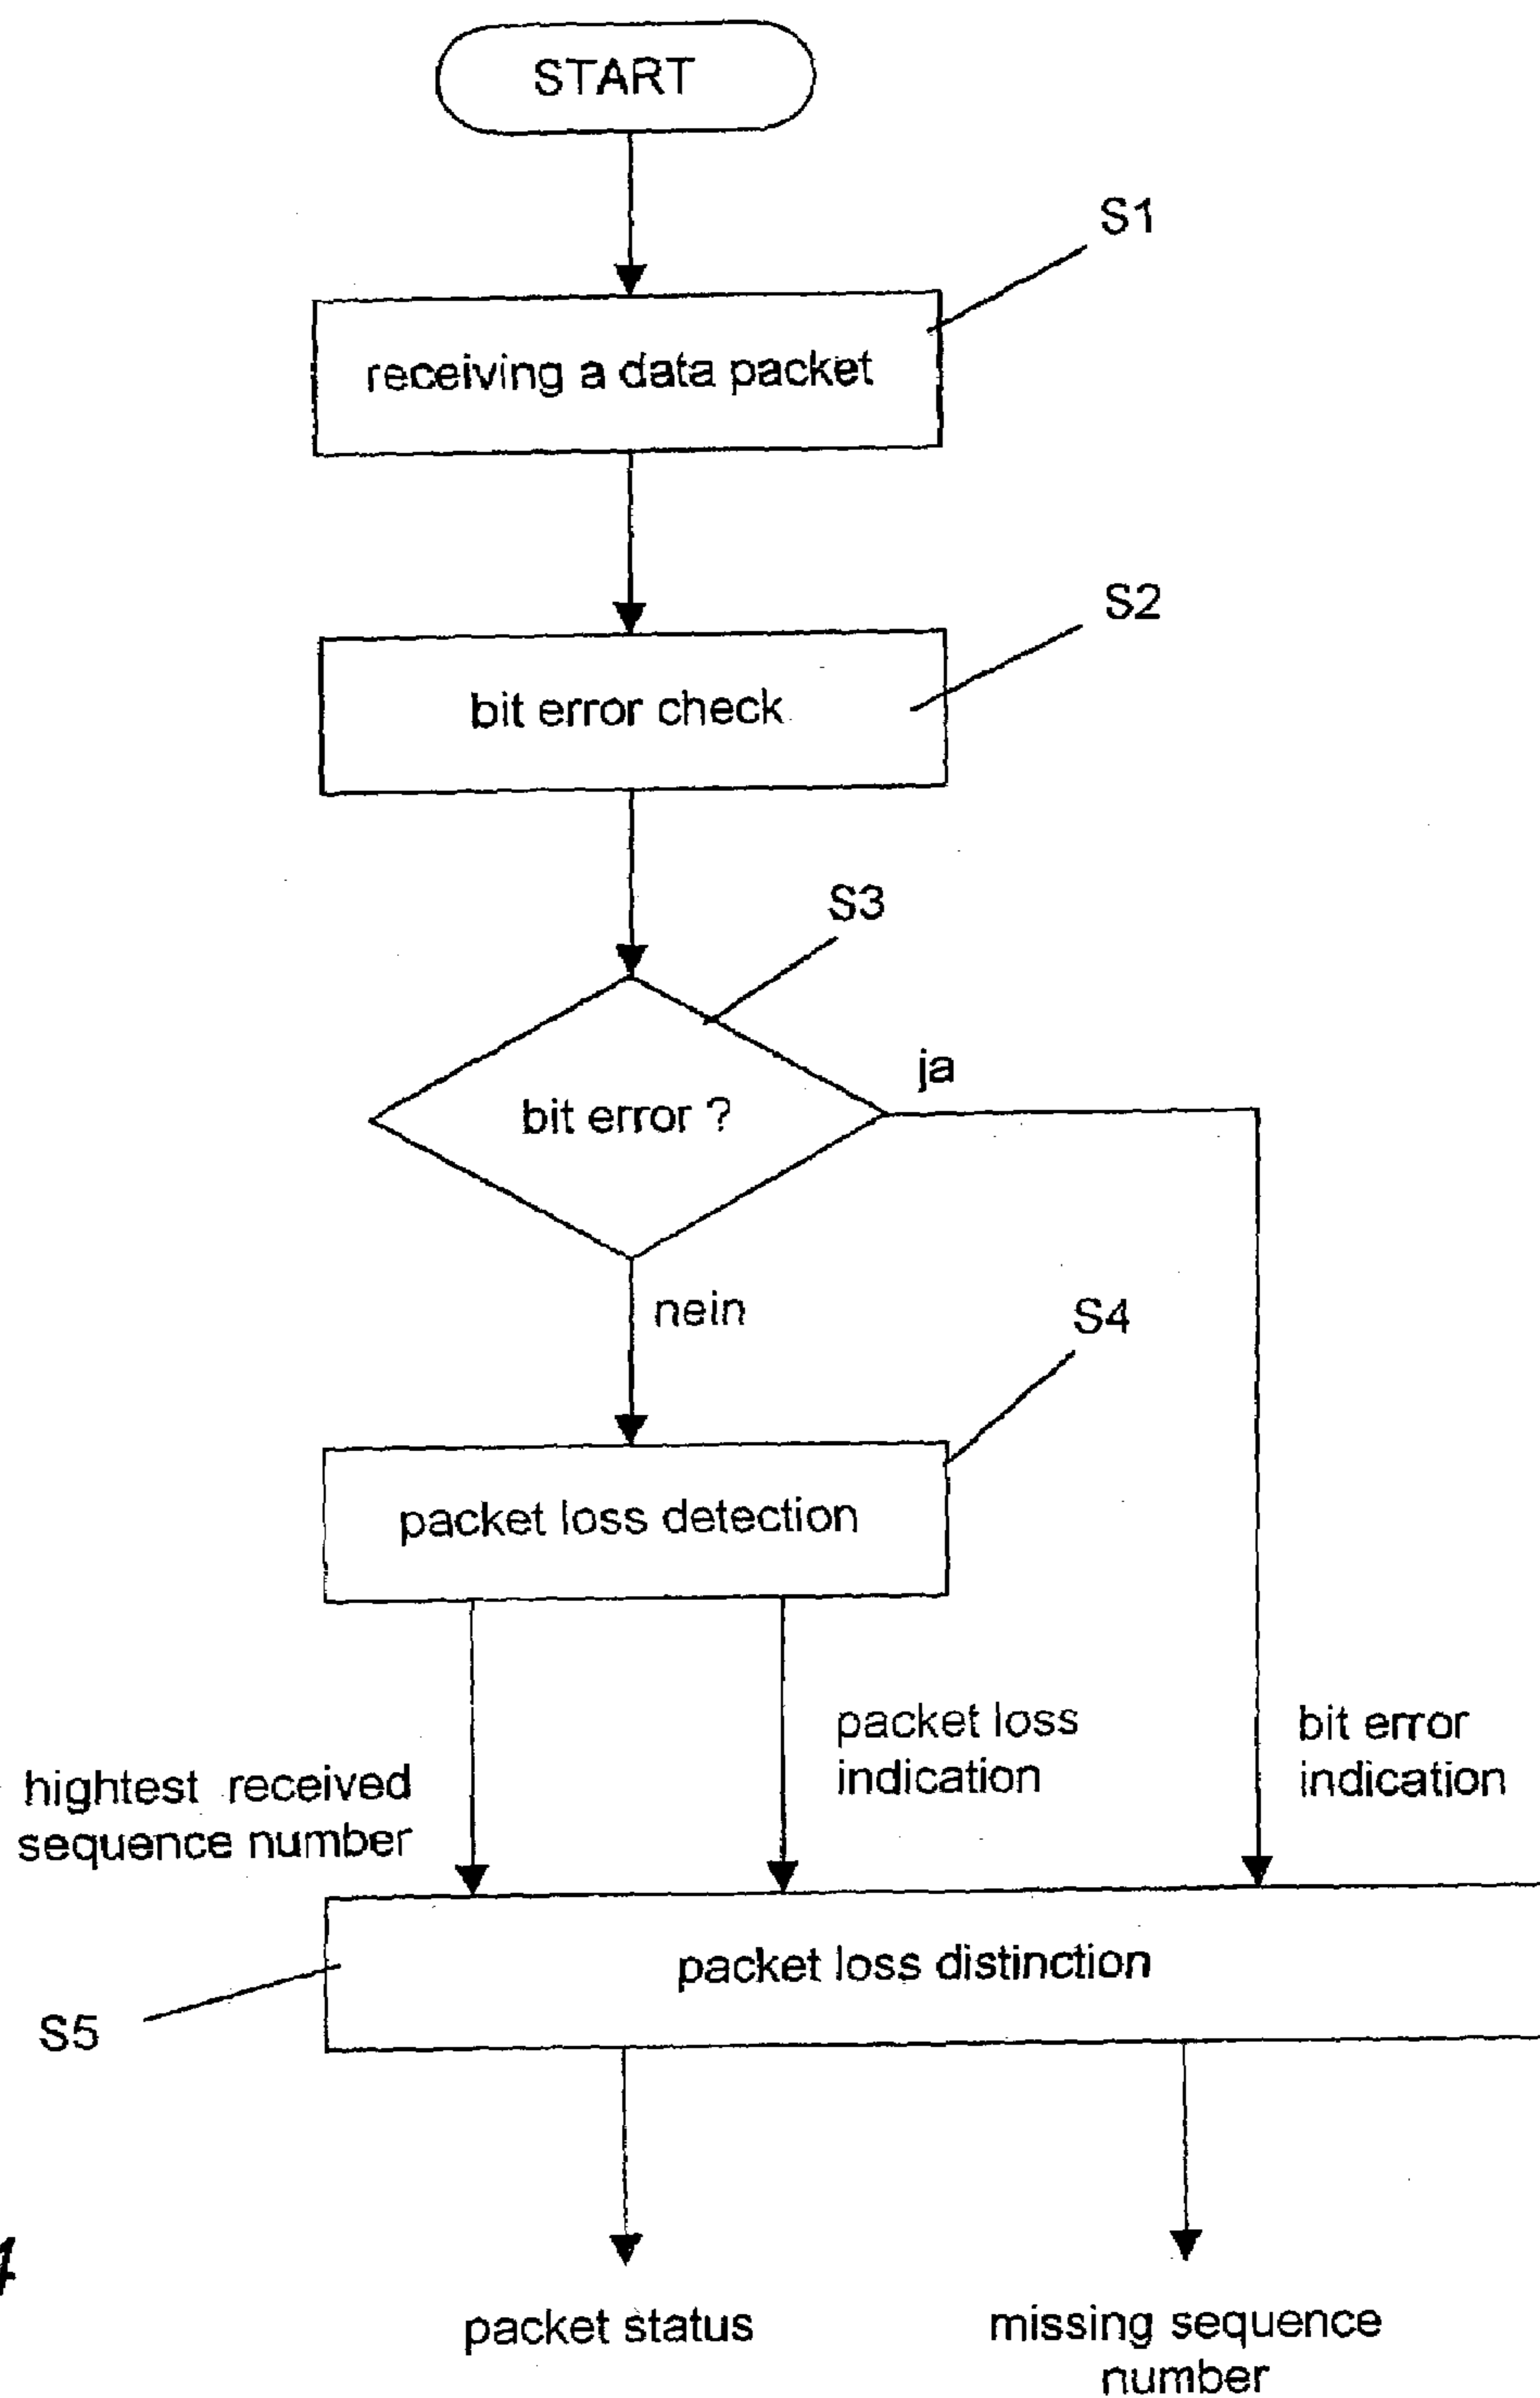 START
S1
receiving a data packet
S2
bit error check
S3
ja
bit error ?
nein
S4
packet loss detection
packet loss
indication
bit error
indication
hightest received
sequence number
packet loss distinction
S5
4
packet status
missing sequence
number